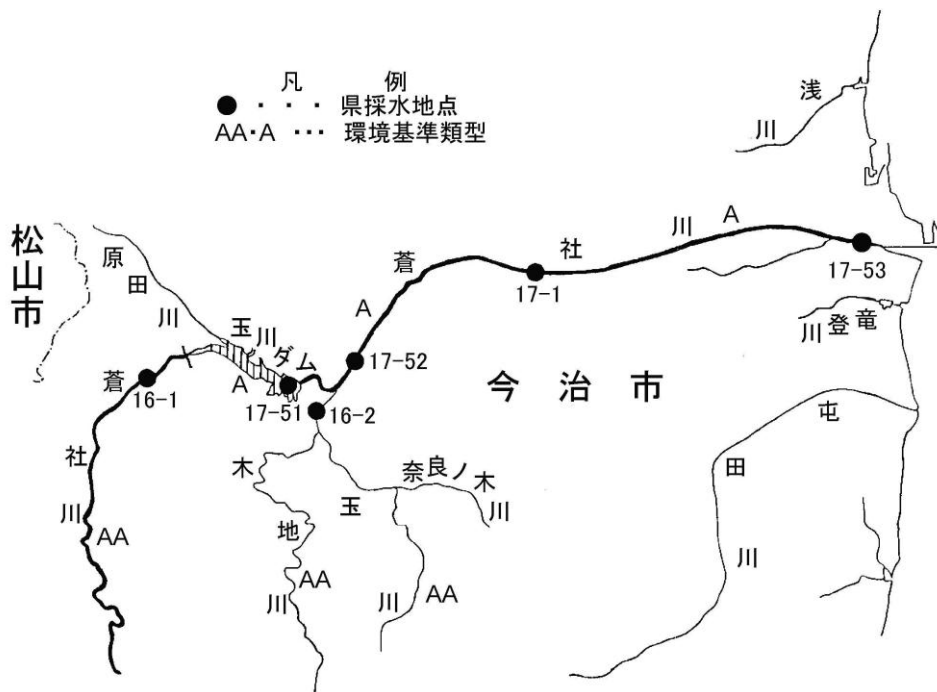 凡 例
●・・・県採水地点
AA・A・・・環境基準類型
浅川
松山市
原田川
玉川ダム
A
蒼社川
A
A
17-53
17-1
17-52
登竜川
16-1
17-51
16-2
今治市
蒼社川
AA
木地川
AA
奈良ノ木川
玉川
AA
屯田川